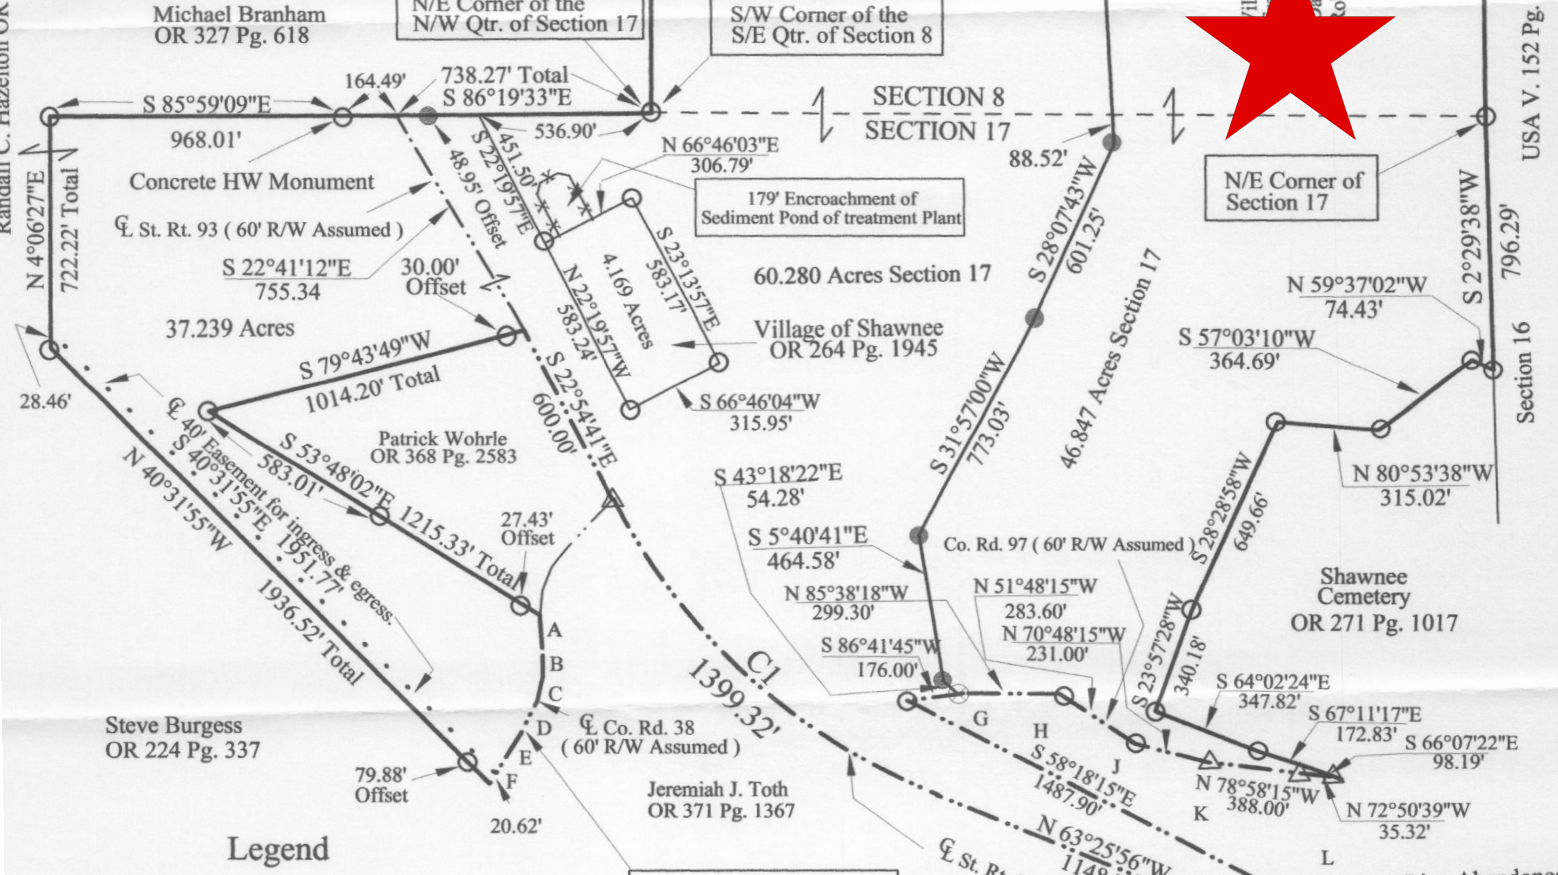 Michael Branham
OR 327 Pg. 618
N/E Corner of the
N/W Qtr. of Section 17
S/W Corner of the
S/E Qtr. of Section 8
Randall C. Hazelton OR
USA V. 152 Pg.
164.49'
738.27' Total
S 86°19'33"E
S 85°59'09"E
968.01'
536.90'
SECTION 8
SECTION 17
88.52'
N/E Corner of
Section 17
Concrete HW Monument
℄ St. Rt. 93 ( 60' R/W Assumed )
S 22°41'12"E
755.34
N 4°06'27"E
722.22' Total
48.95' Offset
S 22°19'57"E
451.50'
N 66°46'03"E
306.79'
179' Encroachment of
Sediment Pond of treatment Plant
30.00'
Offset
37.239 Acres
28.46'
S 79°43'49"W
1014.20' Total
N 22°19'57"W
583.24'
4.169 Acres
S 23°13'57"E
583.17'
60.280 Acres Section 17
Village of Shawnee
OR 264 Pg. 1945
S 66°46'04"W
315.95'
S 28°07'43"W
601.25'
S 31°57'00"W
773.03'
46.847 Acres Section 17
S 2°29'38"W
796.29'
Section 16
N 59°37'02"W
74.43'
S 57°03'10"W
364.69'
N 80°53'38"W
315.02'
S 28°28'58"W
649.66'
S 22°54'41"E
600.00'
Patrick Wohrle
OR 368 Pg. 2583
S 53°48'02"E 1215.33' Total
583.01'
℄ 40' Easement for ingress & egress.
S 40°31'55"E 1951.77'
N 40°31'55"W
1936.52' Total
27.43'
Offset
S 43°18'22"E
54.28'
S 5°40'41"E
464.58'
N 85°38'18"W
299.30'
S 86°41'45"W
176.00'
Co. Rd. 97 ( 60' R/W Assumed )
N 51°48'15"W
283.60'
N 70°48'15"W
231.00'
S 23°57'28"W
340.18'
Shawnee
Cemetery
OR 271 Pg. 1017
S 64°02'24"E
347.82'
S 67°11'17"E
172.83'
S 66°07'22"E
98.19'
N 72°50'39"W
35.32'
N 78°58'15"W
388.00'
A
B
C
D
E
F
G
H
J
K
L
C1
1399.32'
S 58°18'15"E
1487.90'
N 63°25'56"W
℄ St. Rt.
℄ Co. Rd. 38
( 60' R/W Assumed )
Steve Burgess
OR 224 Pg. 337
79.88'
Offset
20.62'
Jeremiah J. Toth
OR 371 Pg. 1367
Legend